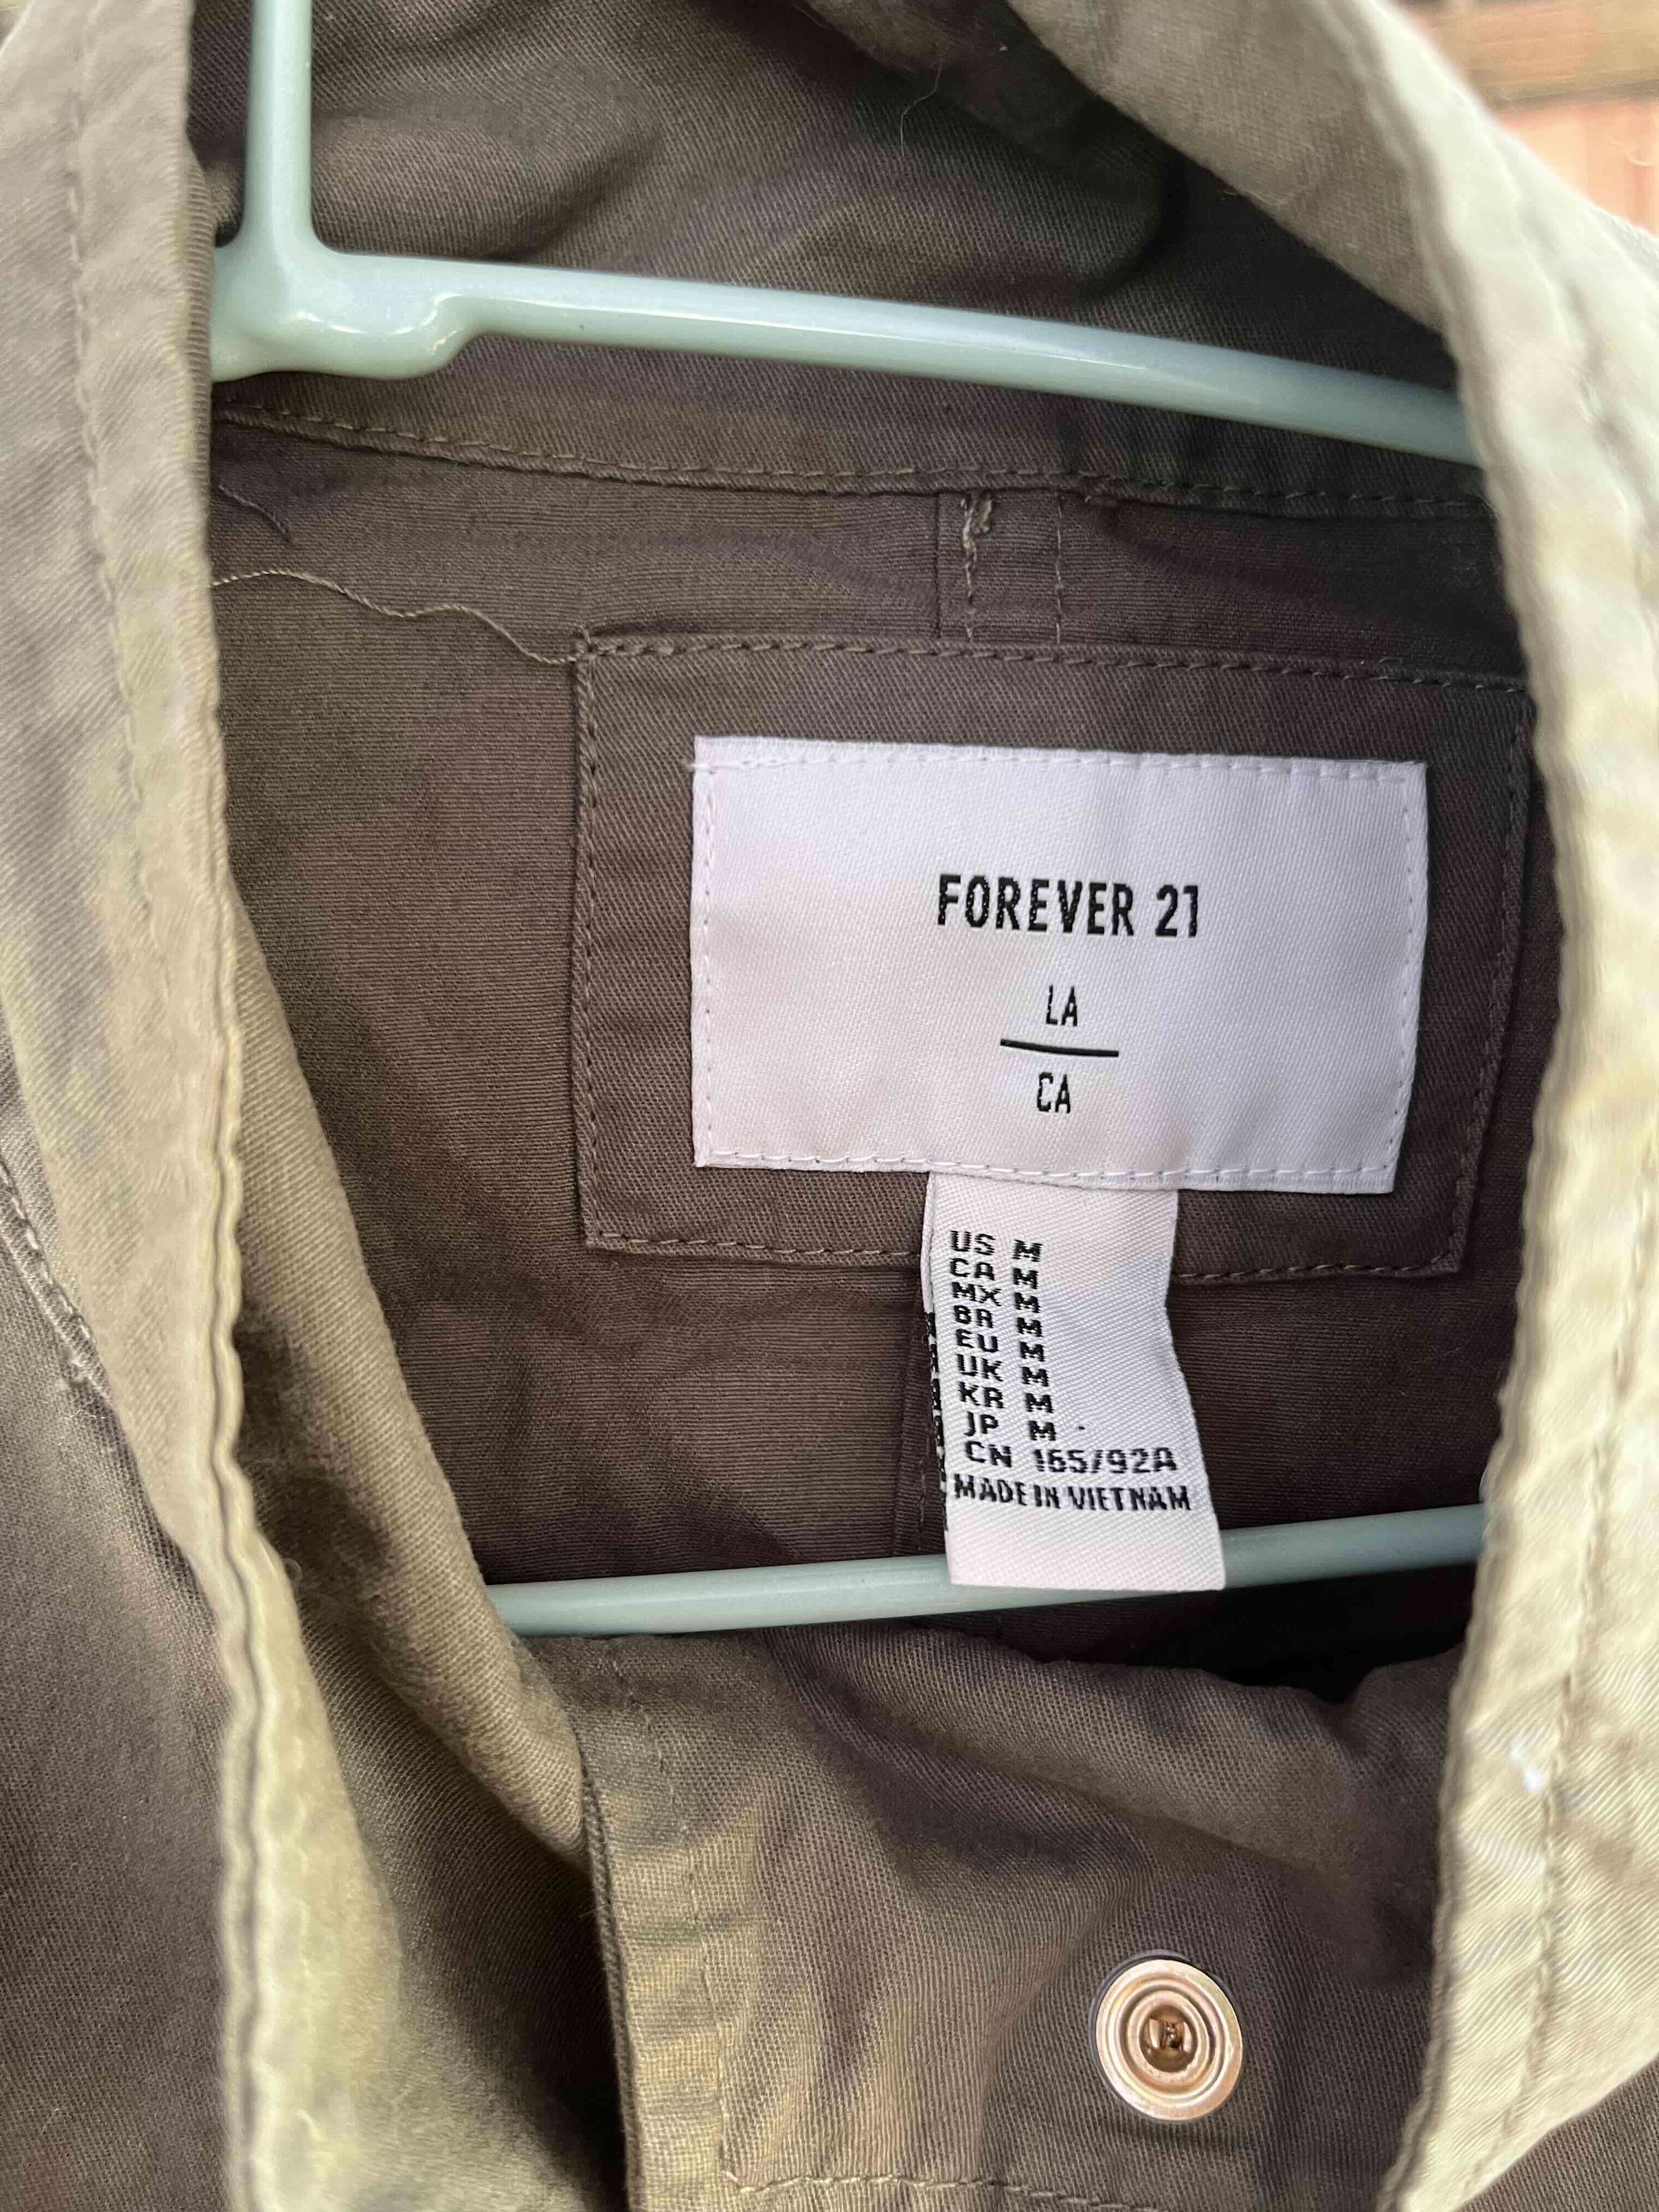 FOREVER 21
LA
CA
US M
CA M
MX M
BR M
EU M
UK M
KR M
JP M
CN 165/92A
MADE IN VIETNAM